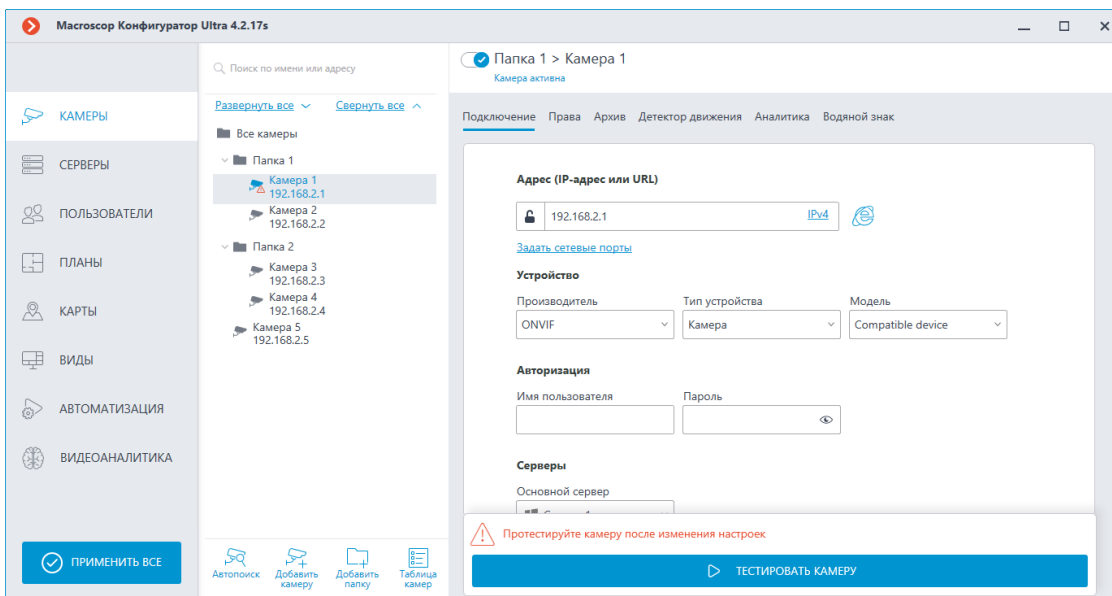 Macroscop Конфигуратор Ultra 4.2.17s
КАМЕРЫ
СЕРВЕРЫ
ПОЛЬЗОВАТЕЛИ
ПЛАНЫ
КАРТЫ
ВИДЫ
АВТОМАТИЗАЦИЯ
ВИДЕОАНАЛИТИКА
ПРИМЕНИТЬ ВСЕ
Поиск по имени или адресу
Развернуть все Свернуть все
Все камеры
Папка 1
Камера 1
192.168.2.1
Камера 2
192.168.2.2
Папка 2
Камера 3
192.168.2.3
Камера 4
192.168.2.4
Камера 5
192.168.2.5
Автопоиск
Добавить
камеру
Добавить
папку
Таблица
камер
Папка 1 > Камера 1
Камера активна
Подключение Права Архив Детектор движения Аналитика Водяной знак
Адрес (IP-адрес или URL)
192.168.2.1 IPv4
Задать сетевые порты
Устройство
Производитель Тип устройства Модель
ONVIF Камера Compatible device
Авторизация
Имя пользователя Пароль
Серверы
Основной сервер
Протестируйте камеру после изменения настроек
ТЕСТИРОВАТЬ КАМЕРУ